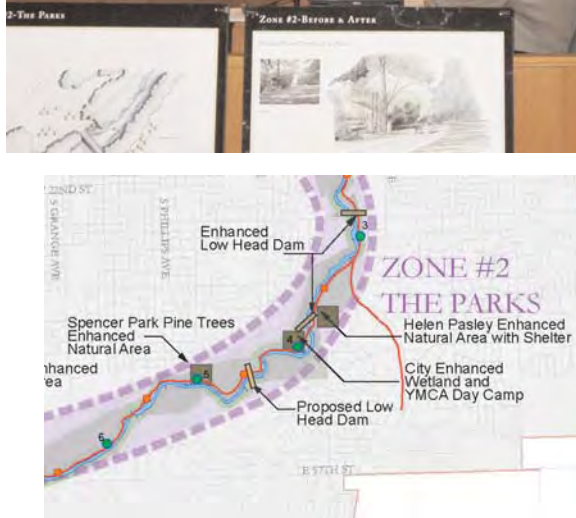 #2-THE PARKS
ZONE #2-BEFORE & AFTER
22ND ST
S GRANGE AVE
S PHILLIPS AVE
Enhanced
Low Head Dam
3
ZONE #2
THE PARKS
Spencer Park Pine Trees
Enhanced
Natural Area
4
Helen Pasley Enhanced
Natural Area with Shelter
nhanced
ea
5
City Enhanced
Wetland and
YMCA Day Camp
Proposed Low
Head Dam
6
E 57TH ST